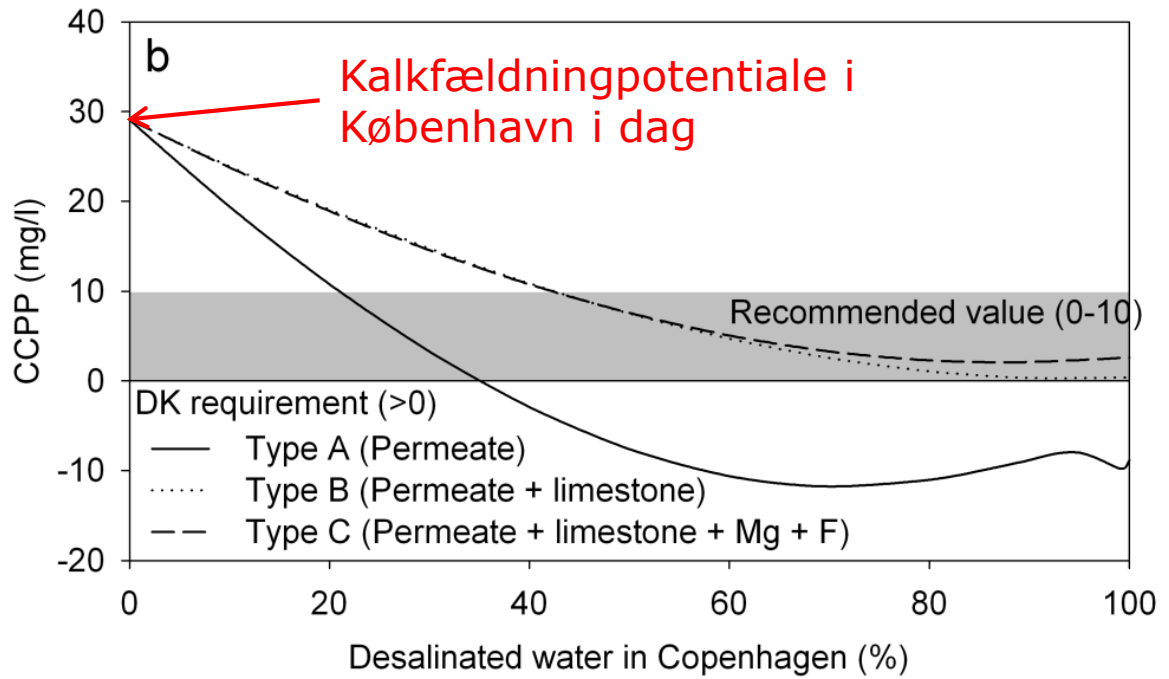 b
Kalkfældningpotentiale i
København i dag
40
30
20
10
0
-10
-20
CCPP (mg/l)
Recommended value (0-10)
DK requirement (>0)
Type A (Permeate)
Type B (Permeate + limestone)
Type C (Permeate + limestone + Mg + F)
0 20 40 60 80 100
Desalinated water in Copenhagen (%)